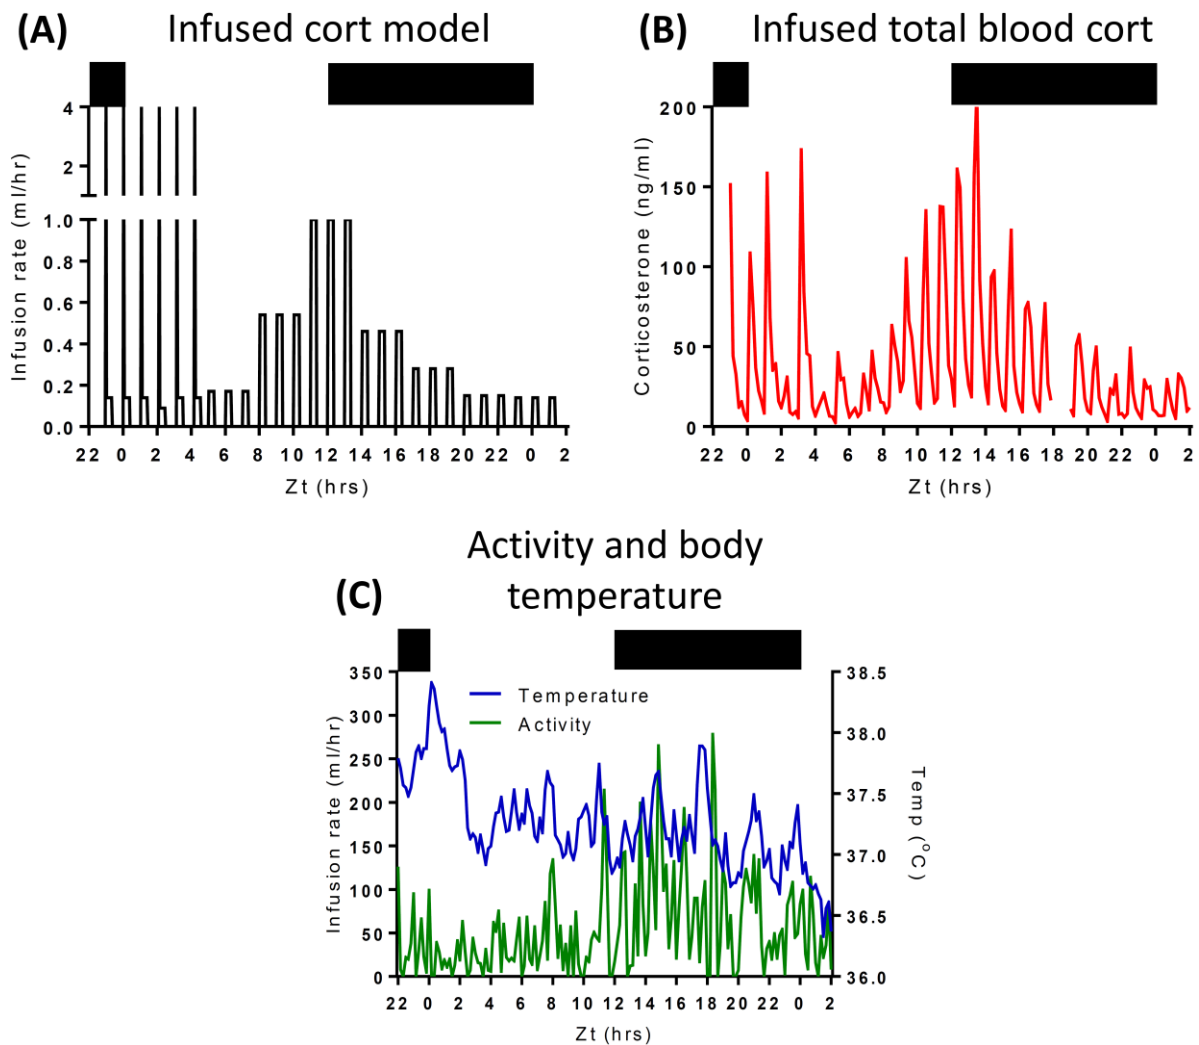 (A) Infused cort model
4
2
1.0
0.8
0.6
0.4
0.2
0.0
Infusion rate (ml/hr)
22 0 2 4 6 8 10 12 14 16 18 20 22 0 2
Zt (hrs)
(B) Infused total blood cort
200
150
100
50
0
Corticosterone (ng/ml)
22 0 2 4 6 8 10 12 14 16 18 20 22 0 2
Zt (hrs)
(C) Activity and body
temperature
350
300
250
200
150
100
50
0
Infusion rate (ml/hr)
Temperature
Activity
38.5
38.0
37.5
37.0
36.5
36.0
Temp (°C)
22 0 2 4 6 8 10 12 14 16 18 20 22 0 2
Zt (hrs)